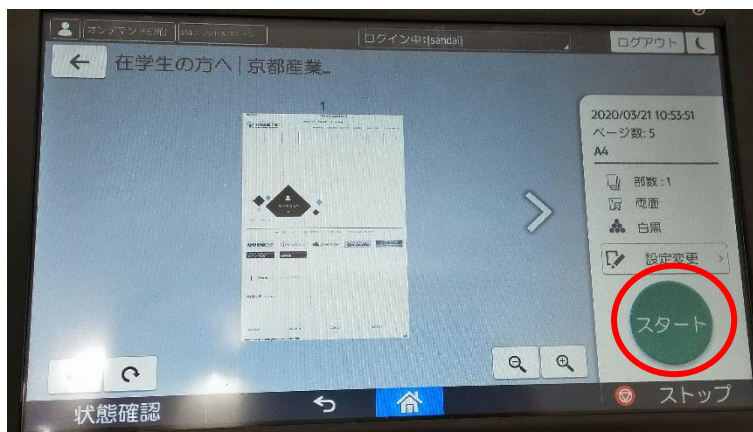 オンデマンド印刷
ログイン中:[sandai]
ログアウト
在学生の方へ | 京都産業...
1
2020/03/21 10:53:51
ページ数: 5
A4
部数 : 1
両面
白黒
設定変更
スタート
状態確認
ストップ